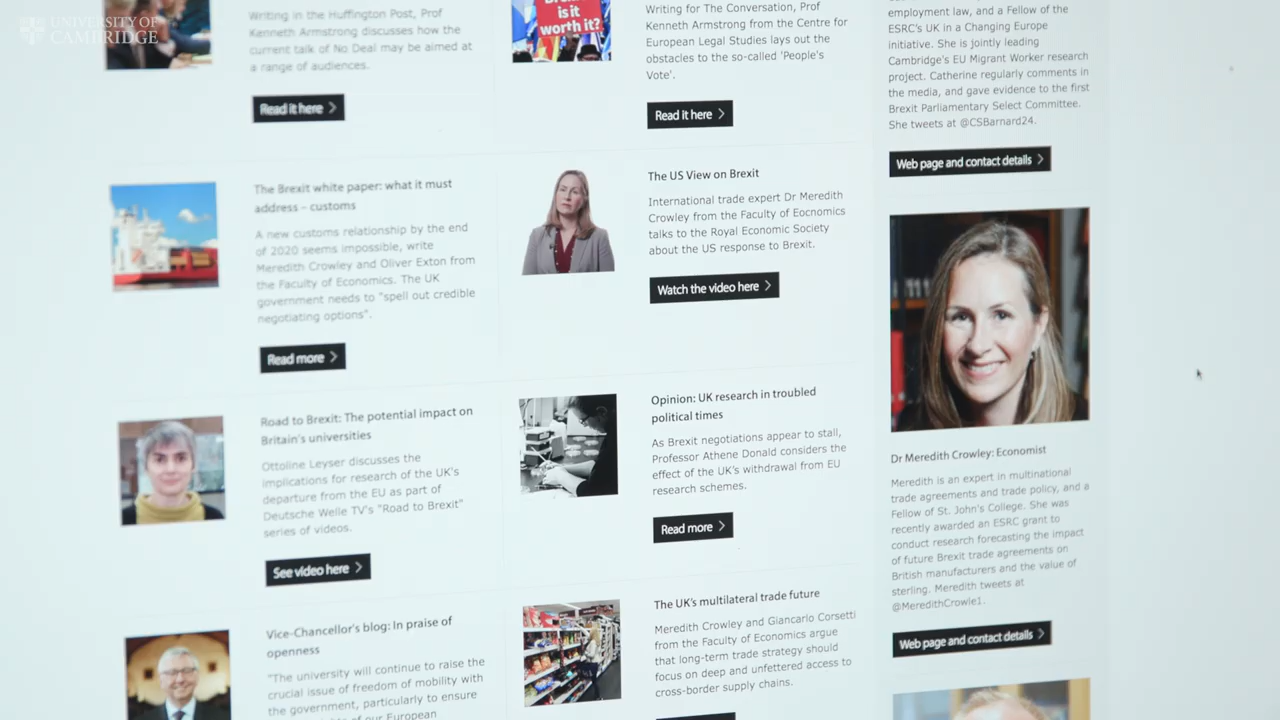 UNIVERSITY OF
CAMBRIDGE
Writing in the Huffington Post, Prof
Kenneth Armstrong discusses how the
current talk of No Deal may be aimed at
a range of audiences.
Read it here
The Brexit white paper: what it must
address – customs
A new customs relationship by the end
of 2020 seems impossible, write
Meredith Crowley and Oliver Exton from
the Faculty of Economics. The UK
government needs to "spell out credible
negotiating options".
Read more
Road to Brexit: The potential impact on
Britain's universities
Ottoline Leyser discusses the
implications for research of the UK's
departure from the EU as part of
Deutsche Welle TV's "Road to Brexit"
series of videos.
See video here
Vice-Chancellor's blog: In praise of
openness
"The university will continue to raise the
crucial issue of freedom of mobility with
the government, particularly to ensure
of our European
is it
worth it?
Writing for The Conversation, Prof
Kenneth Armstrong from the Centre for
European Legal Studies lays out the
obstacles to the so-called 'People's
Vote'.
Read it here
The US View on Brexit
International trade expert Dr Meredith
Crowley from the Faculty of Eocnomics
talks to the Royal Economic Society
about the US response to Brexit.
Watch the video here
Opinion: UK research in troubled
political times
As Brexit negotiations appear to stall,
Professor Athene Donald considers the
effect of the UK's withdrawal from EU
research schemes.
Read more
The UK's multilateral trade future
Meredith Crowley and Giancarlo Corsetti
from the Faculty of Economics argue
that long-term trade strategy should
focus on deep and unfettered access to
cross-border supply chains.
employment law, and a Fellow of the
ESRC's UK in a Changing Europe
initiative. She is jointly leading
Cambridge's EU Migrant Worker research
project. Catherine regularly comments in
the media, and gave evidence to the first
Brexit Parliamentary Select Committee.
She tweets at @CSBarnard24.
Web page and contact details
Dr Meredith Crowley: Economist
Meredith is an expert in multinational
trade agreements and trade policy, and a
Fellow of St. John's College. She was
recently awarded an ESRC grant to
conduct research forecasting the impact
of future Brexit trade agreements on
British manufacturers and the value of
sterling. Meredith tweets at
@MeredithCrowle1.
Web page and contact details